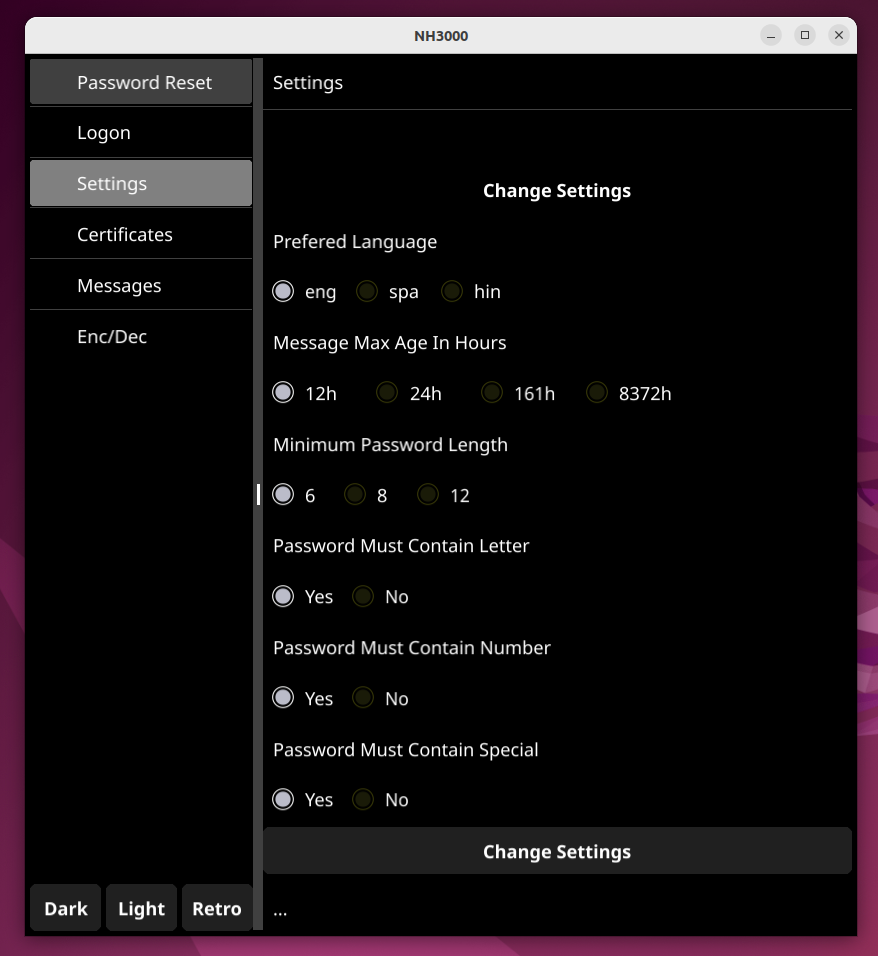 NH3000
Password Reset
Logon
Settings
Certificates
Messages
Enc/Dec
Dark Light Retro
Settings
Change Settings
Prefered Language
eng spa hin
Message Max Age In Hours
12h 24h 161h 8372h
Minimum Password Length
6 8 12
Password Must Contain Letter
Yes No
Password Must Contain Number
Yes No
Password Must Contain Special
Yes No
Change Settings
...